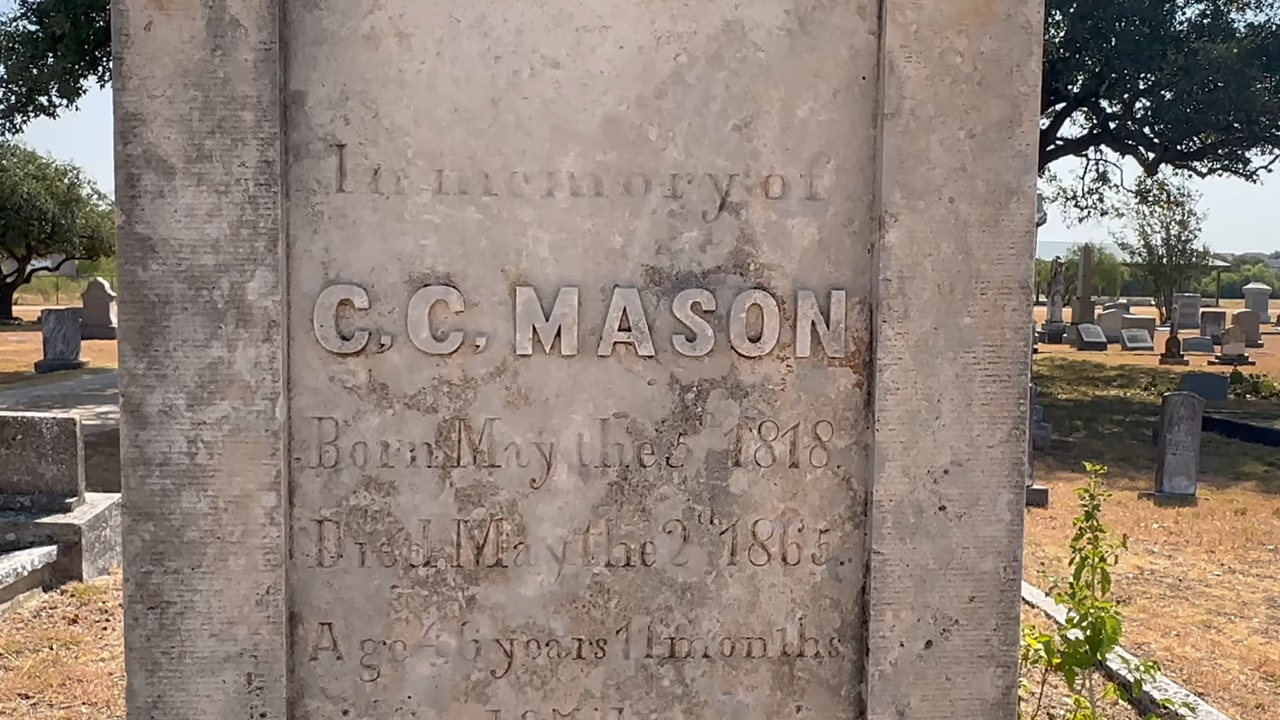 In memory of
C. C. MASON
Born May the 5 1818.
Died May the 2nd 1865.
Age 46 years 11 months